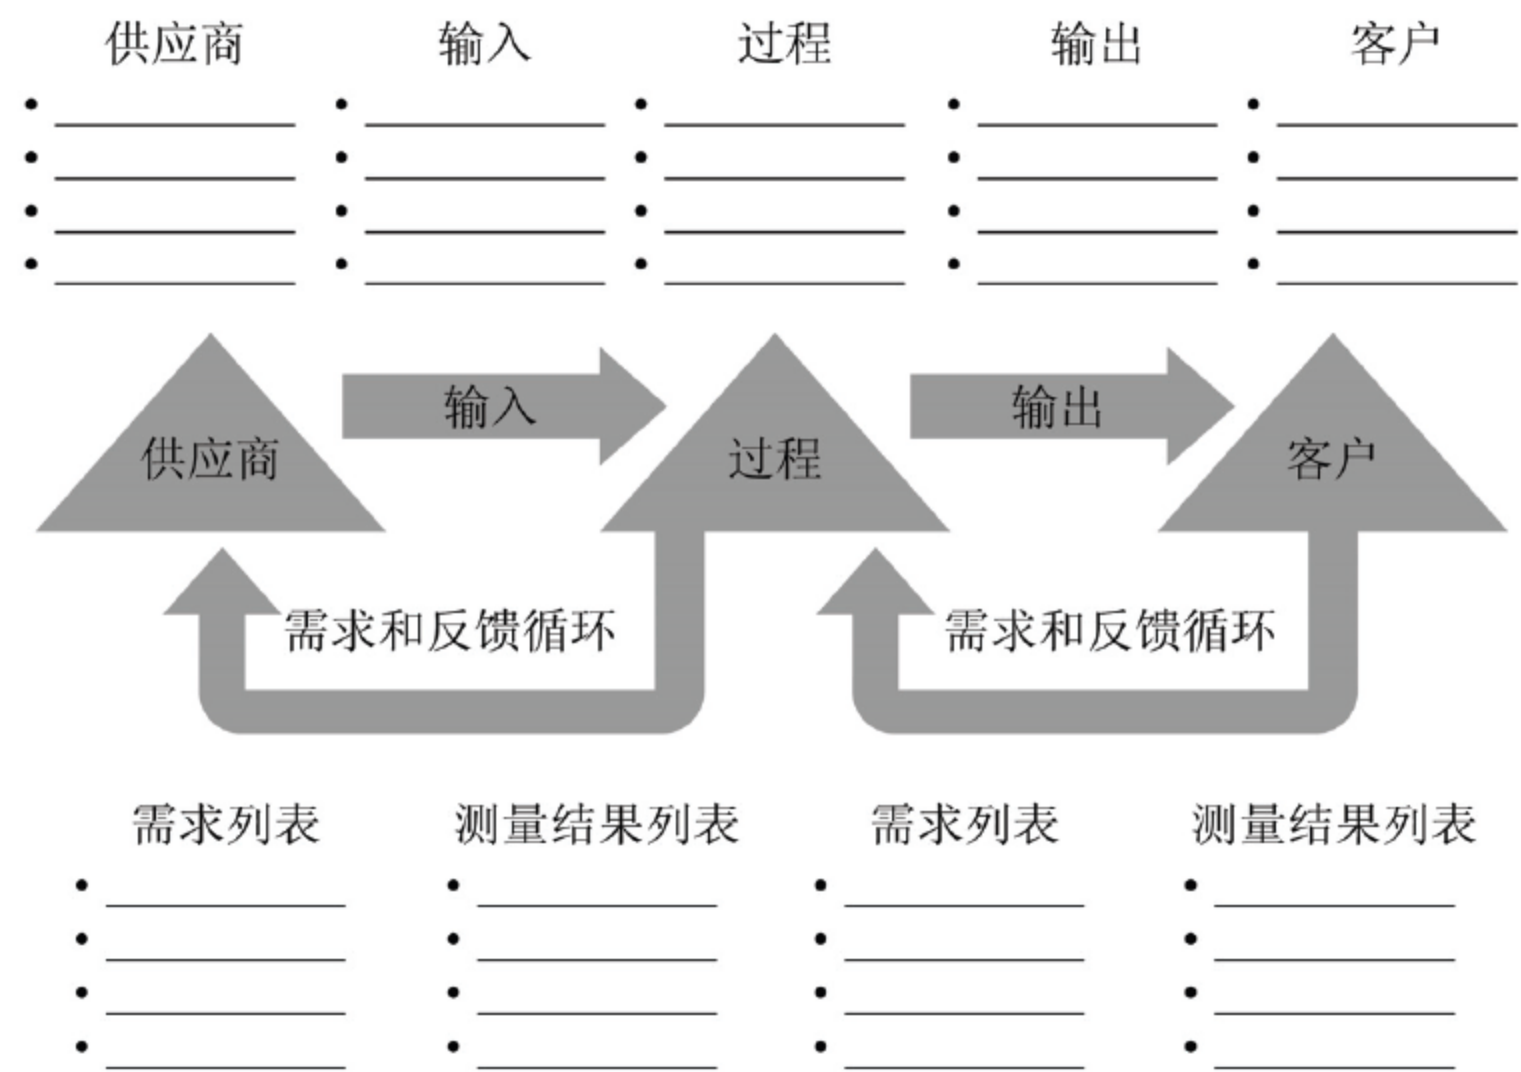 供应商 输入 过程 输出 客户
输入 输出
供应商 过程 客户
需求和反馈循环 需求和反馈循环
需求列表 测量结果列表 需求列表 测量结果列表